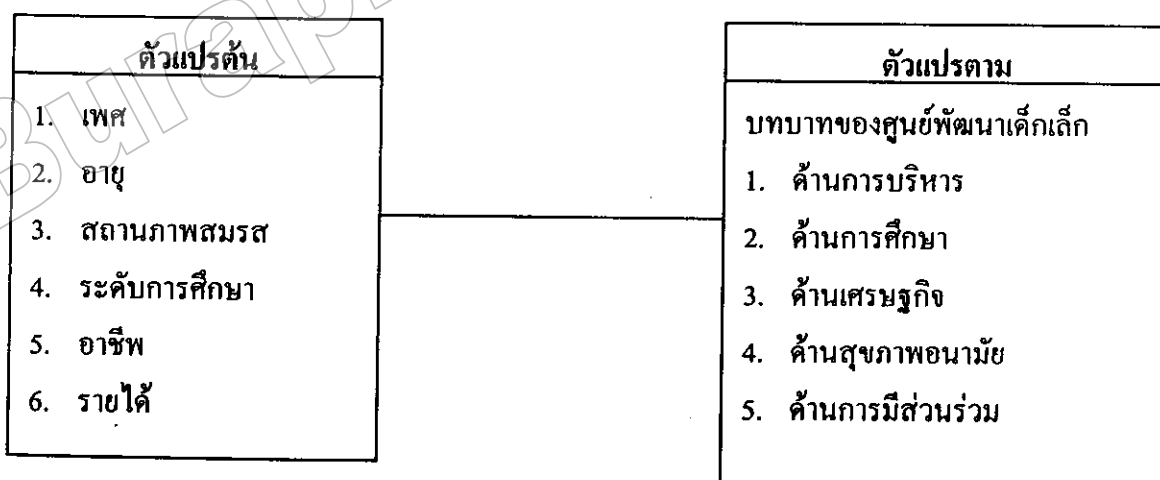 ตัวแปรต้น
1. เพศ
2. อายุ
3. สถานภาพสมรส
4. ระดับการศึกษา
5. อาชีพ
6. รายได้
ตัวแปรตาม
บทบาทของศูนย์พัฒนาเด็กเล็ก
1. ด้านการบริหาร
2. ด้านการศึกษา
3. ด้านเศรษฐกิจ
4. ด้านสุขภาพอนามัย
5. ด้านการมีส่วนร่วม